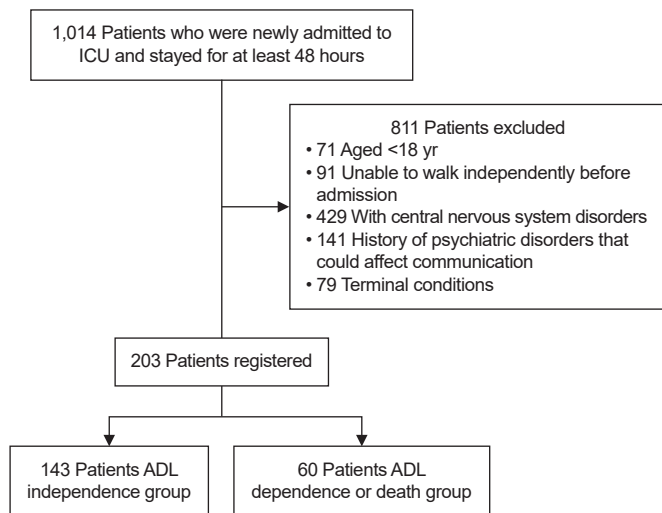 1,014 Patients who were newly admitted to
ICU and stayed for at least 48 hours
811 Patients excluded
• 71 Aged <18 yr
• 91 Unable to walk independently before
admission
• 429 With central nervous system disorders
• 141 History of psychiatric disorders that
could affect communication
• 79 Terminal conditions
203 Patients registered
143 Patients ADL
independence group
60 Patients ADL
dependence or death group